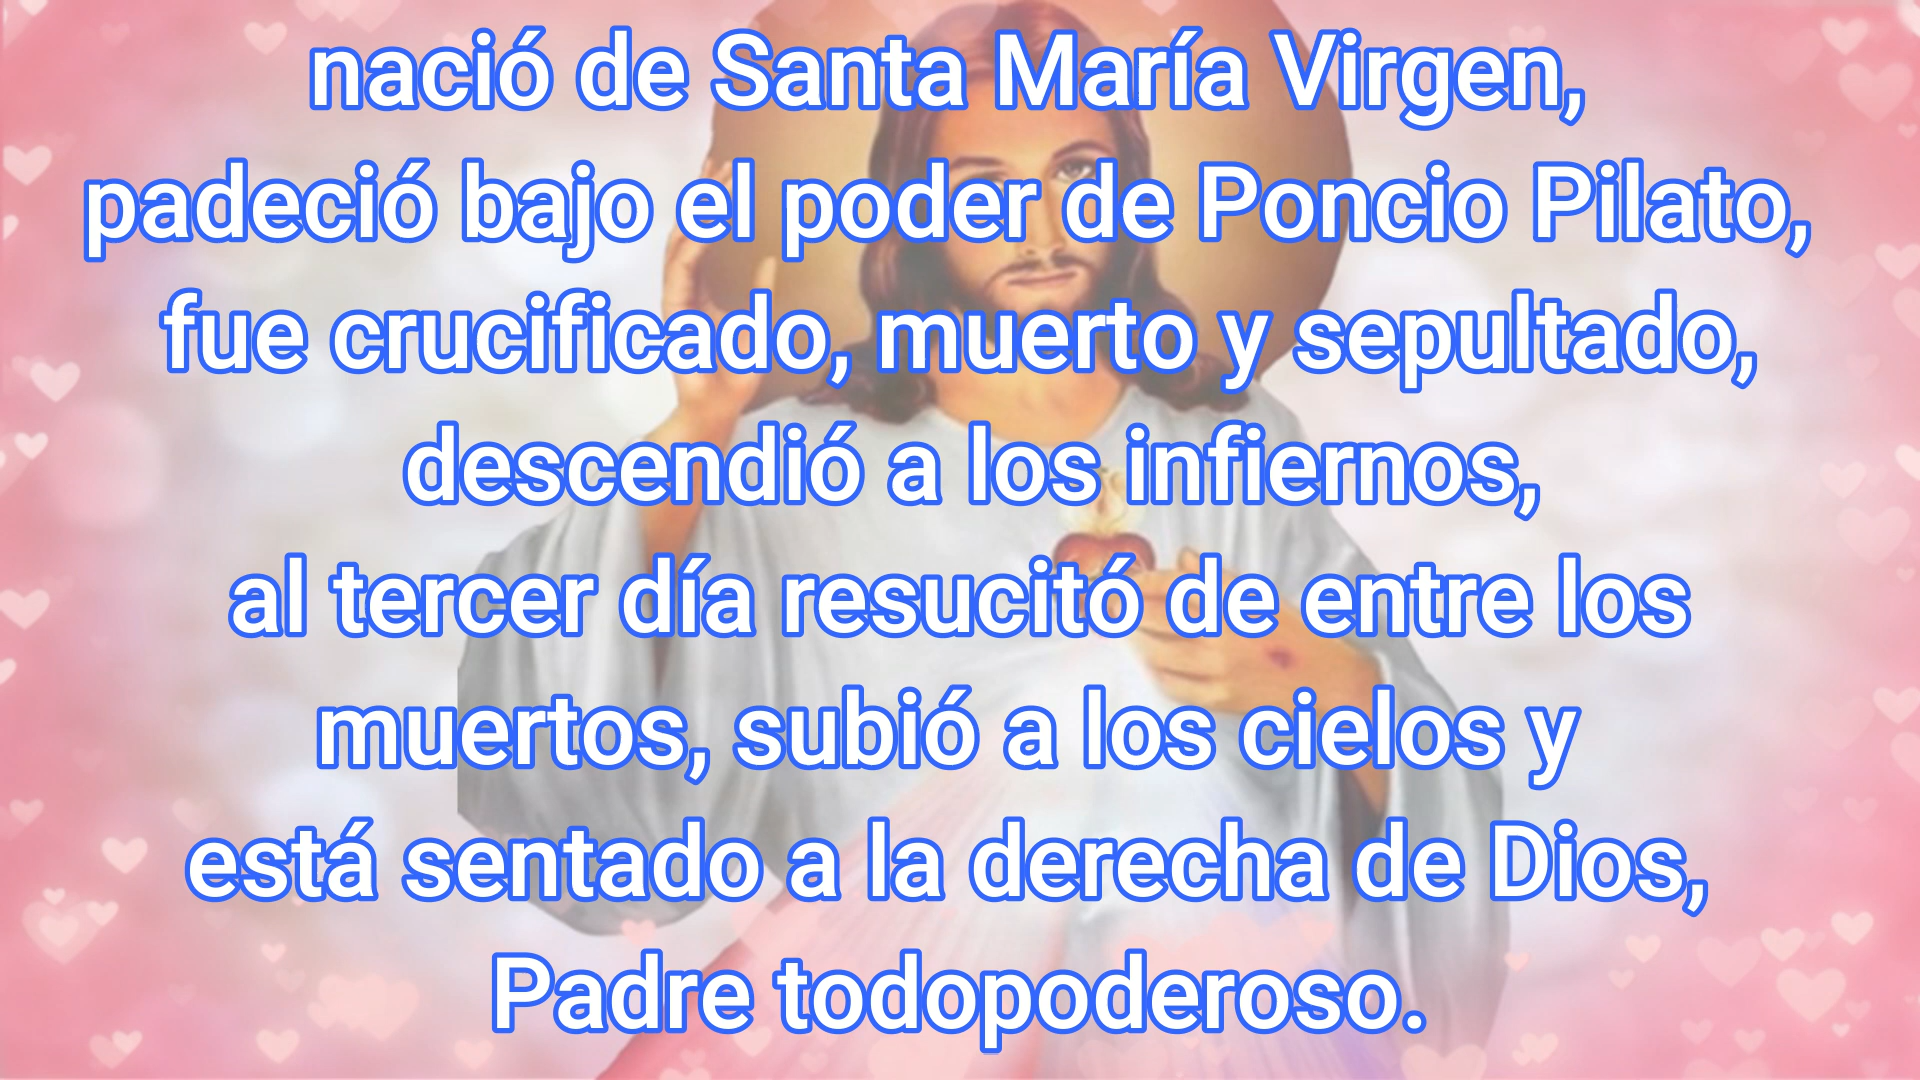 nació de Santa María Virgen,
padeció bajo el poder de Poncio Pilato,
fue crucificado, muerto y sepultado,
descendió a los infiernos,
al tercer día resucitó de entre los
muertos, subió a los cielos y
está sentado a la derecha de Dios,
Padre todopoderoso.